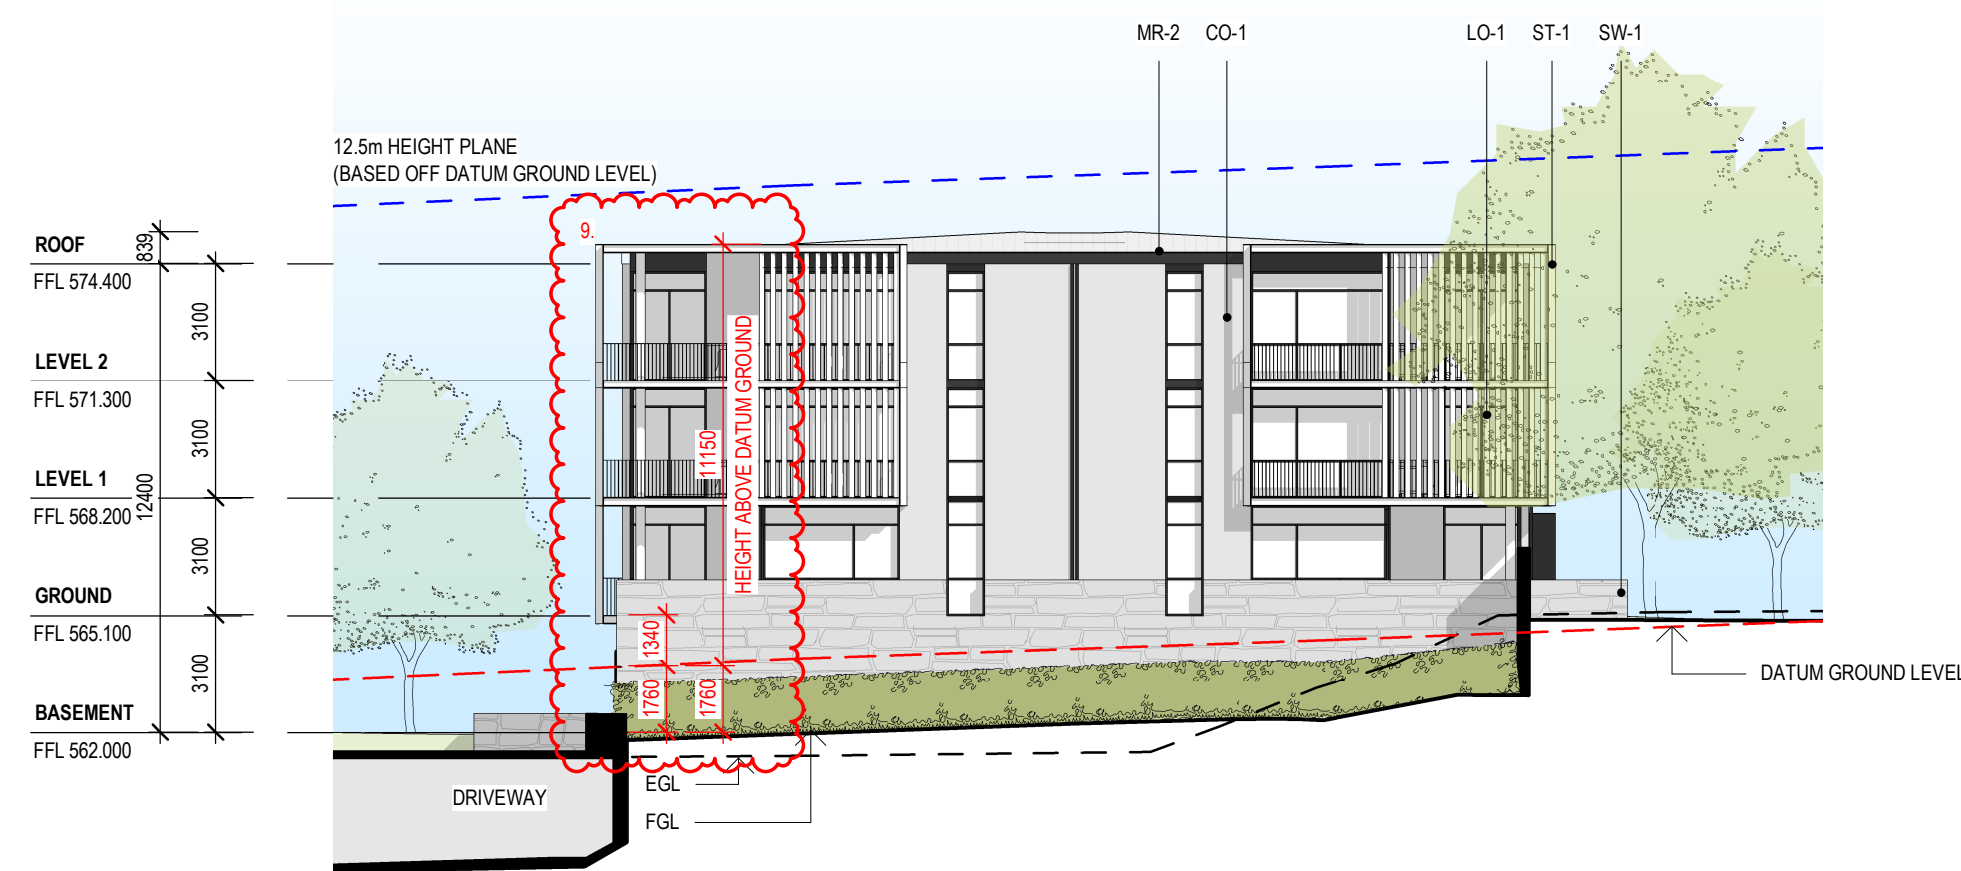 MR-2 CO-1 LO-1 ST-1 SW-1
12.5m HEIGHT PLANE
(BASED OFF DATUM GROUND LEVEL)
9.
ROOF
FFL 574.400
839
3100
LEVEL 2
FFL 571.300
3100
LEVEL 1
FFL 568.200
12400
3100
GROUND
FFL 565.100
3100
BASEMENT
FFL 562.000
11150
HEIGHT ABOVE DATUM GROUND
1340
1760
1760
DATUM GROUND LEVEL
DRIVEWAY
EGL
FGL